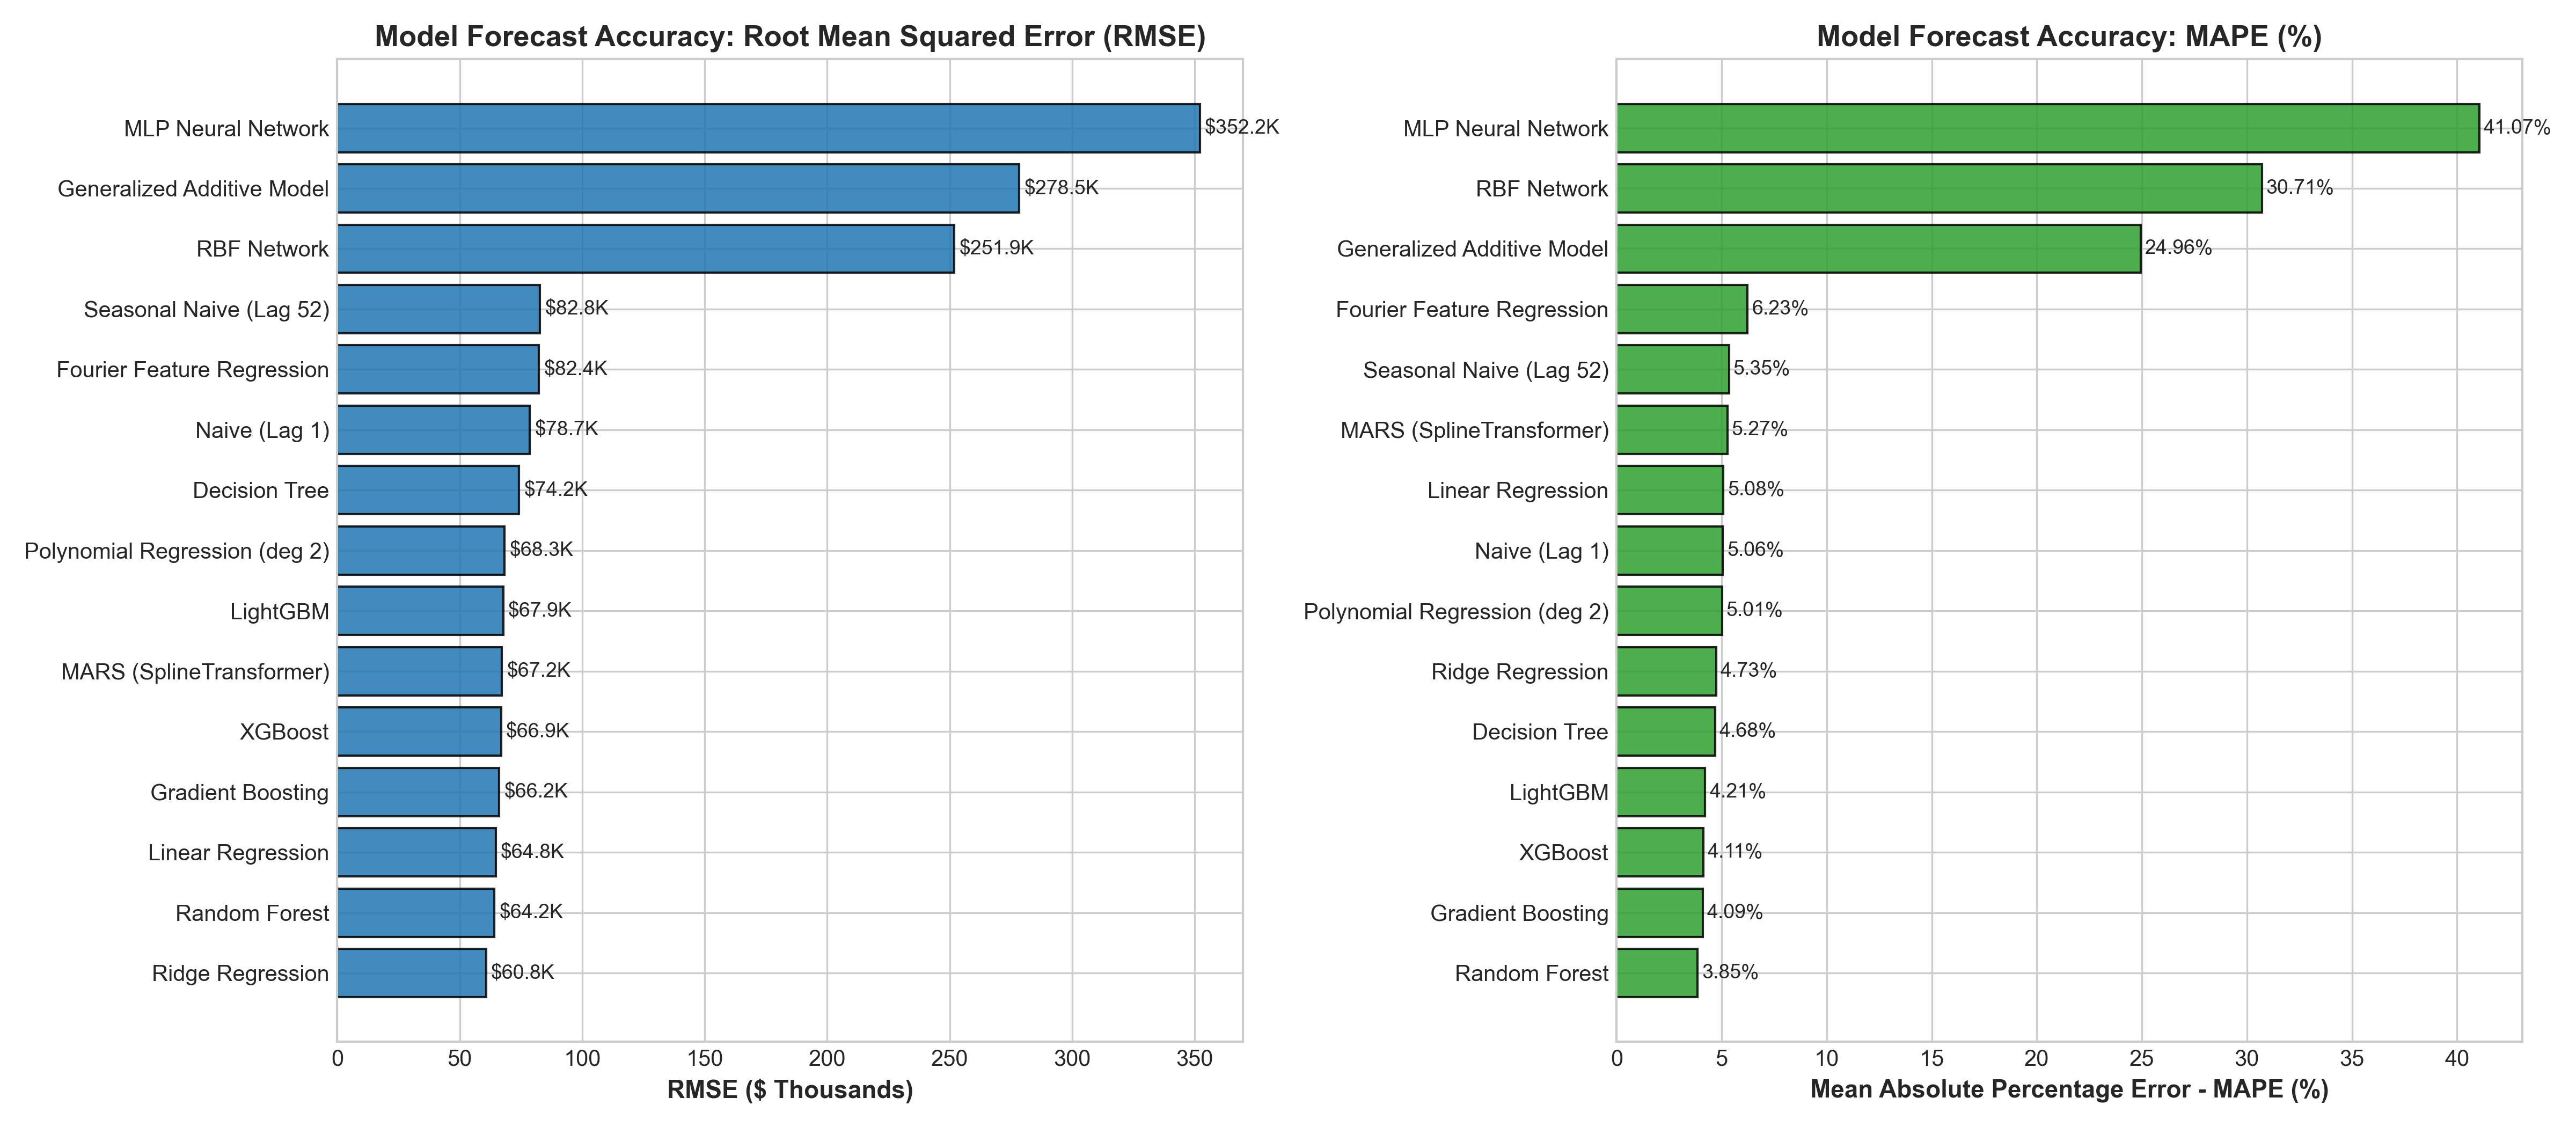 Model Forecast Accuracy: Root Mean Squared Error (RMSE)
MLP Neural Network $352.2K
Generalized Additive Model $278.5K
RBF Network $251.9K
Seasonal Naive (Lag 52) $82.8K
Fourier Feature Regression $82.4K
Naive (Lag 1) $78.7K
Decision Tree $74.2K
Polynomial Regression (deg 2) $68.3K
LightGBM $67.9K
MARS (SplineTransformer) $67.2K
XGBoost $66.9K
Gradient Boosting $66.2K
Linear Regression $64.8K
Random Forest $64.2K
Ridge Regression $60.8K
0 50 100 150 200 250 300 350
RMSE ($ Thousands)
Model Forecast Accuracy: MAPE (%)
MLP Neural Network 41.07%
RBF Network 30.71%
Generalized Additive Model 24.96%
Fourier Feature Regression 6.23%
Seasonal Naive (Lag 52) 5.35%
MARS (SplineTransformer) 5.27%
Linear Regression 5.08%
Naive (Lag 1) 5.06%
Polynomial Regression (deg 2) 5.01%
Ridge Regression 4.73%
Decision Tree 4.68%
LightGBM 4.21%
XGBoost 4.11%
Gradient Boosting 4.09%
Random Forest 3.85%
0 5 10 15 20 25 30 35 40
Mean Absolute Percentage Error - MAPE (%)